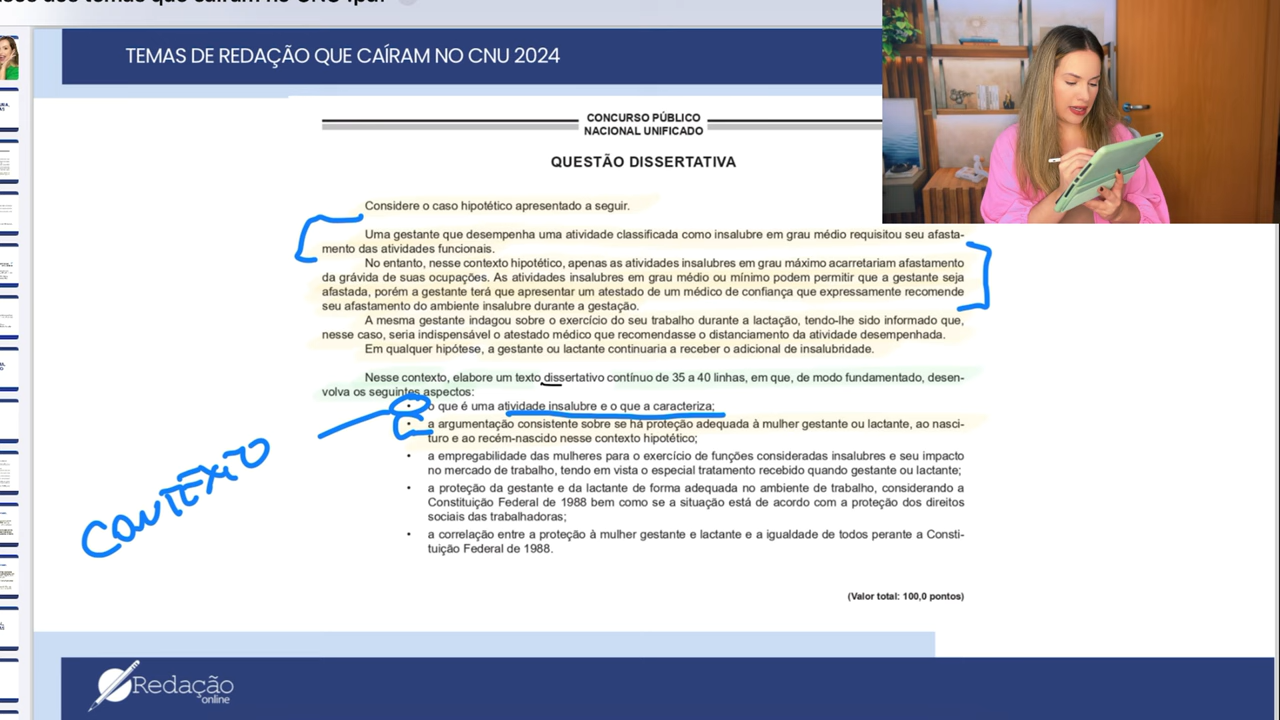 TEMAS DE REDAÇÃO QUE CAÍRAM NO CNU 2024
CONCURSO PÚBLICO
NACIONAL UNIFICADO
QUESTÃO DISSERTATIVA
Considere o caso hipotético apresentado a seguir.
Uma gestante que desempenha uma atividade classificada como insalubre em grau médio requisitou seu afasta-
mento das atividades funcionais.
No entanto, nesse contexto hipotético, apenas as atividades insalubres em grau máximo acarretariam afastamento
da grávida de suas ocupações. As atividades insalubres em grau médio ou mínimo podem permitir que a gestante seja
afastada, porém a gestante terá que apresentar um atestado de um médico de confiança que expressamente recomende
seu afastamento do ambiente insalubre durante a gestação.
A mesma gestante indagou sobre o exercício do seu trabalho durante a lactação, tendo-lhe sido informado que,
nesse caso, seria indispensável o atestado médico que recomendasse o distanciamento da atividade desempenhada.
Em qualquer hipótese, a gestante ou lactante continuaria a receber o adicional de insalubridade.
Nesse contexto, elabore um texto dissertativo contínuo de 35 a 40 linhas, em que, de modo fundamentado, desen-
volva os seguintes aspectos:
• o que é uma atividade insalubre e o que a caracteriza;
• a argumentação consistente sobre se há proteção adequada à mulher gestante ou lactante, ao nasci-
turo e ao recém-nascido nesse contexto hipotético;
• a empregabilidade das mulheres para o exercício de funções consideradas insalubres e seu impacto
no mercado de trabalho, tendo em vista o especial tratamento recebido quando gestante ou lactante;
• a proteção da gestante e da lactante de forma adequada no ambiente de trabalho, considerando a
Constituição Federal de 1988 bem como se a situação está de acordo com a proteção dos direitos
sociais das trabalhadoras;
• a correlação entre a proteção à mulher gestante e lactante e a igualdade de todos perante a Consti-
tuição Federal de 1988.
(Valor total: 100,0 pontos)
CONTEXTO
Redação
online